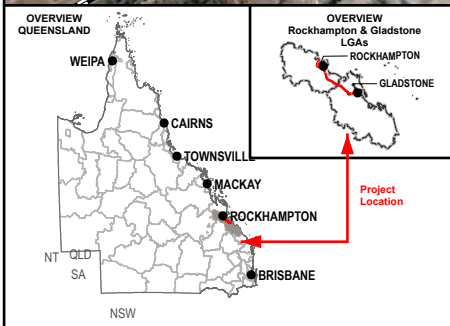 OVERVIEW
QUEENSLAND
WEIPA
CAIRNS
TOWNSVILLE
MACKAY
ROCKHAMPTON
BRISBANE
NT
QLD
SA
NSW
OVERVIEW
Rockhampton & Gladstone
LGAs
ROCKHAMPTON
GLADSTONE
Project
Location